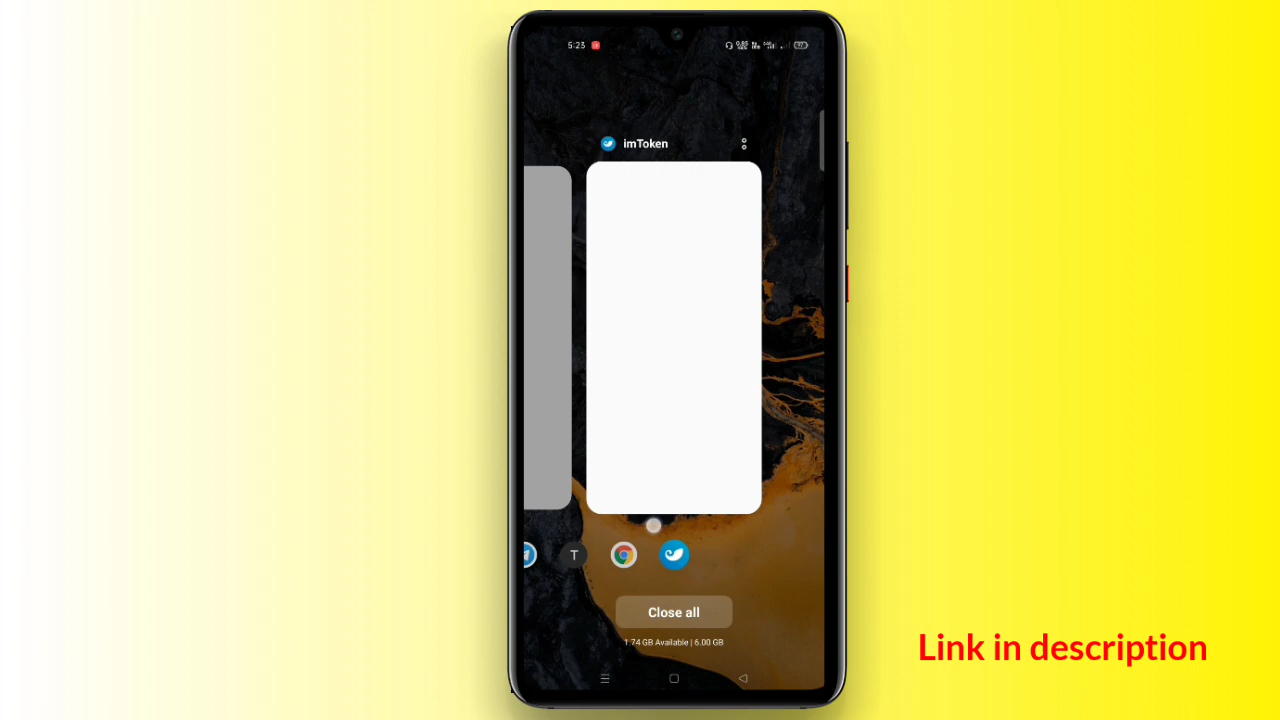 5:23
imToken
T
Close all
1.74 GB Available | 6.00 GB
Link in description